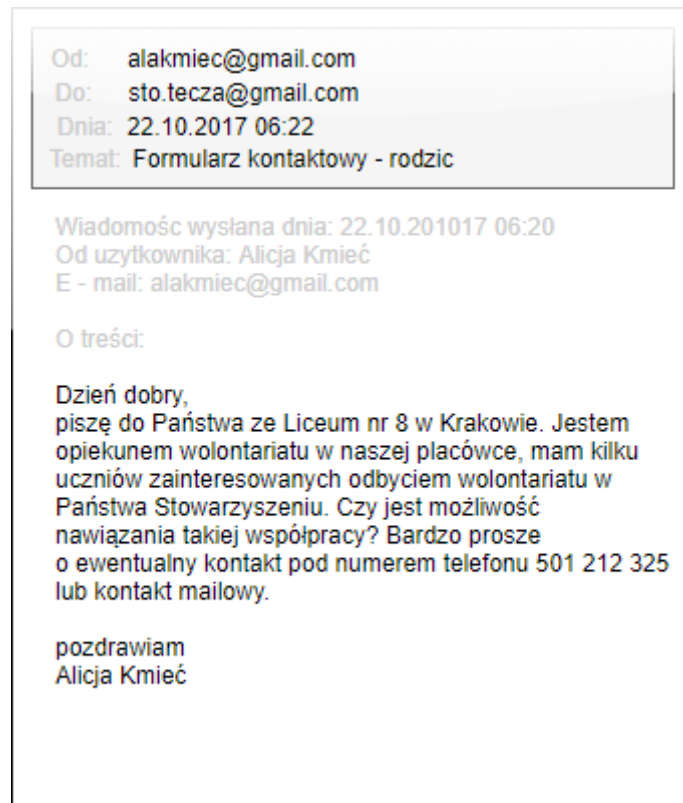 Od: alakmiec@gmail.com
Do: sto.tecza@gmail.com
Dnia: 22.10.2017 06:22
Temat: Formularz kontaktowy - rodzic
Wiadomośc wysłana dnia: 22.10.201017 06:20
Od uzytkownika: Alicja Kmieć
E - mail: alakmiec@gmail.com
O treści:
Dzień dobry,
piszę do Państwa ze Liceum nr 8 w Krakowie. Jestem
opiekunem wolontariatu w naszej placówce, mam kilku
uczniów zainteresowanych odbyciem wolontariatu w
Państwa Stowarzyszeniu. Czy jest możliwość
nawiązania takiej współpracy? Bardzo prosze
o ewentualny kontakt pod numerem telefonu 501 212 325
lub kontakt mailowy.
pozdrawiam
Alicja Kmieć